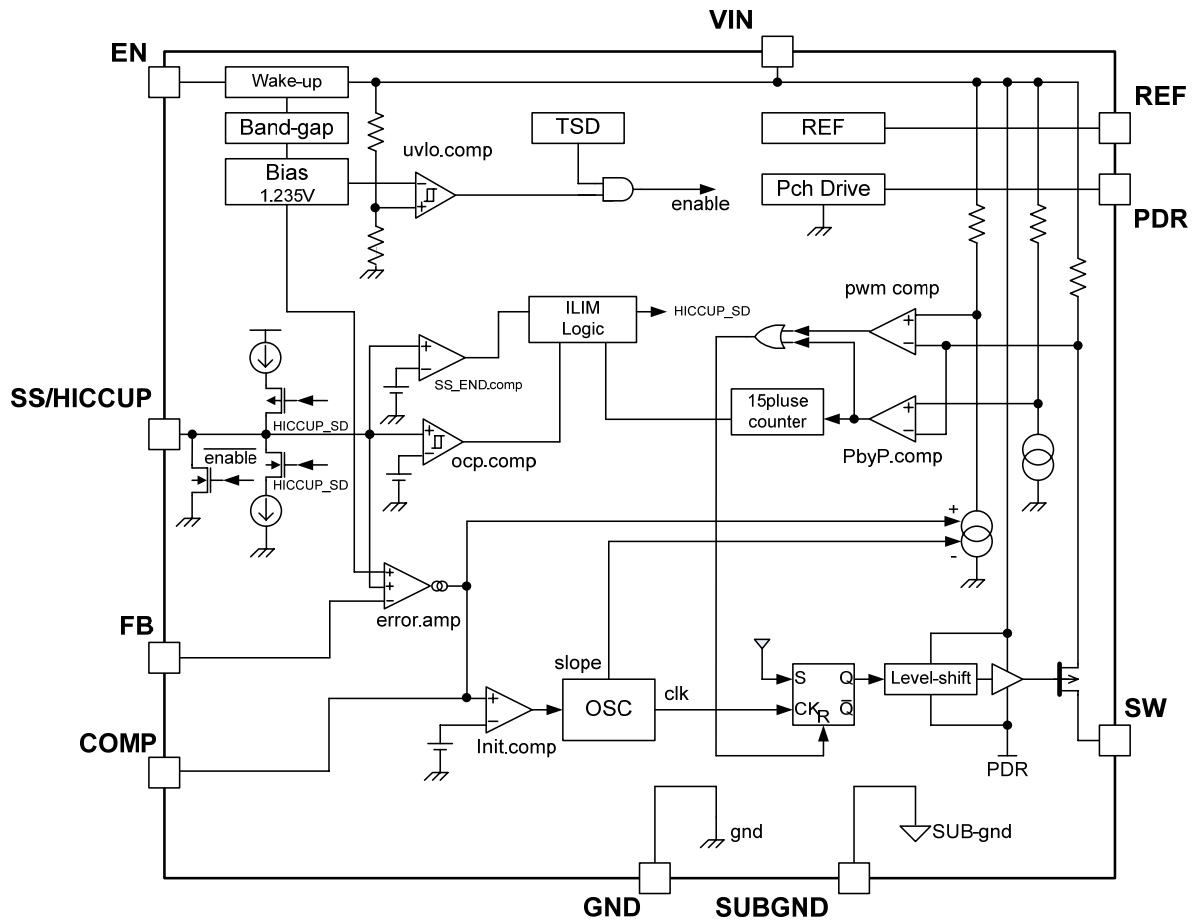 VIN
EN
Wake-up
REF
Band-gap
TSD
REF
uvlo.comp
Bias
1.235V
Pch Drive
enable
PDR
pwm comp
ILIM
Logic
HICCUP_SD
SS_END.comp
SS/HICCUP
HICCUP_SD
15pluse
counter
enable
ocp.comp
PbyP.comp
HICCUP_SD
+
-
error.amp
FB
slope
S
Q
Level-shift
OSC
clk
CK
R
Q
SW
COMP
Init.comp
PDR
gnd
SUB-gnd
GND
SUBGND